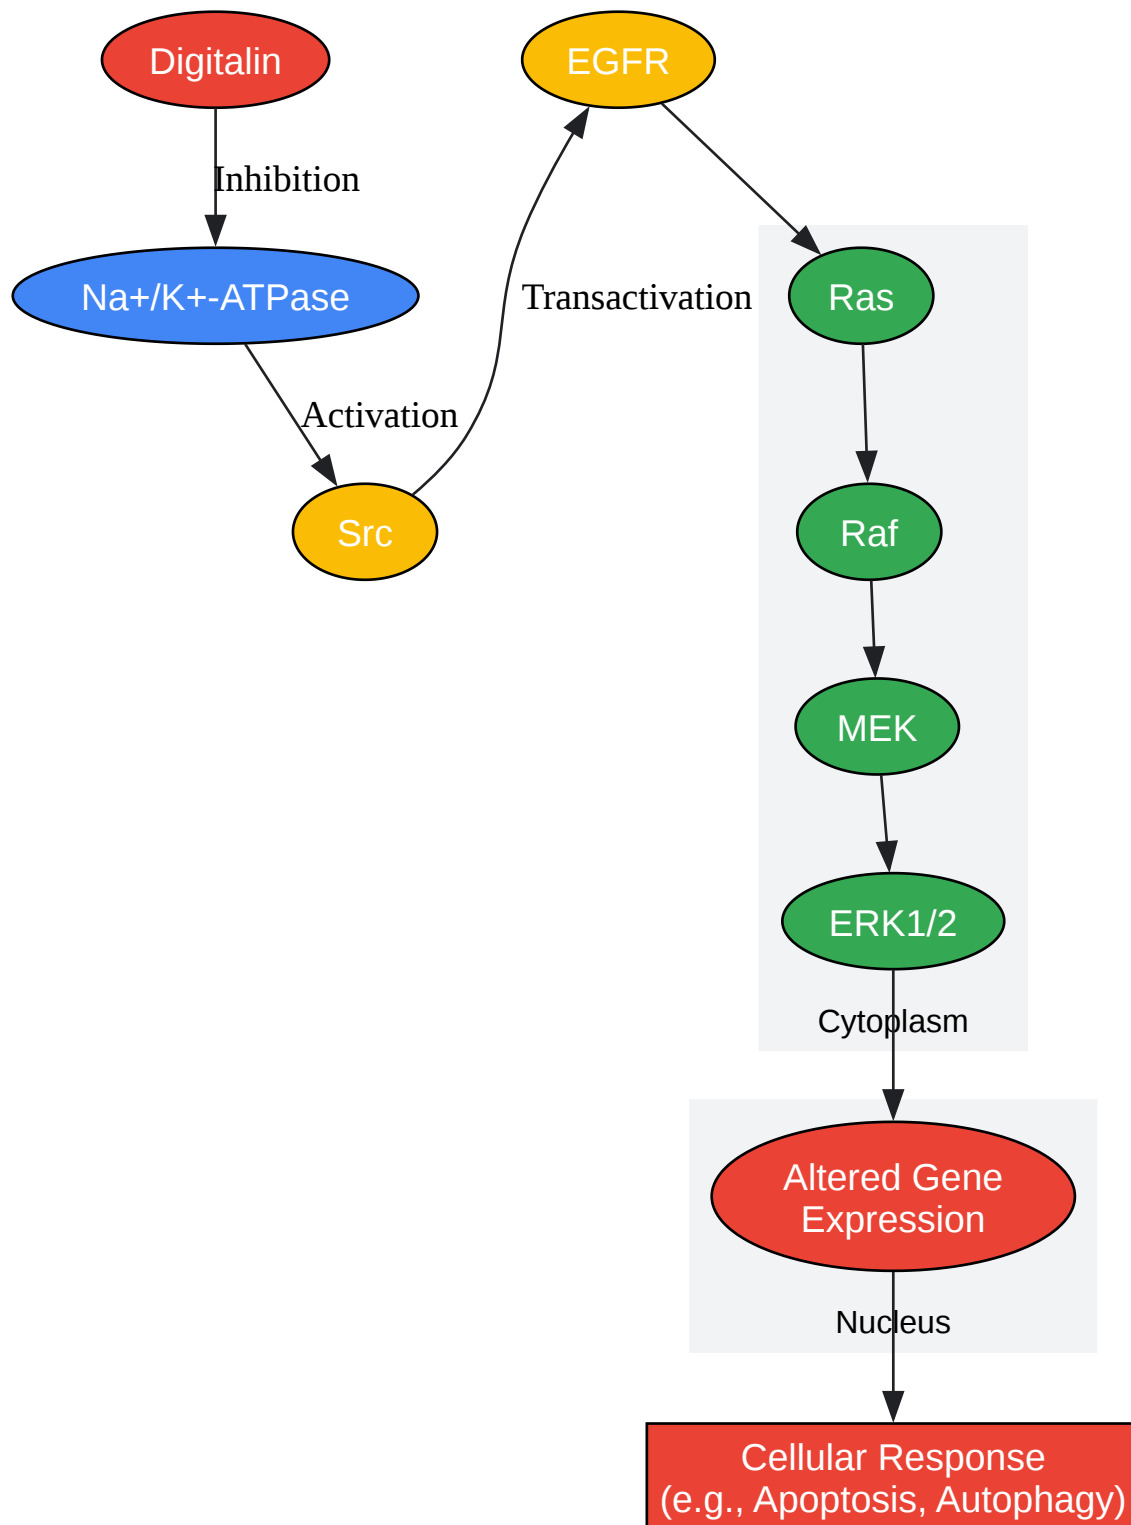 Digitalin
EGFR
Inhibition
Na+/K+-ATPase
Transactivation
Ras
Activation
Src
Raf
MEK
ERK1/2
Cytoplasm
Altered Gene
Expression
Nucleus
Cellular Response
(e.g., Apoptosis, Autophagy)